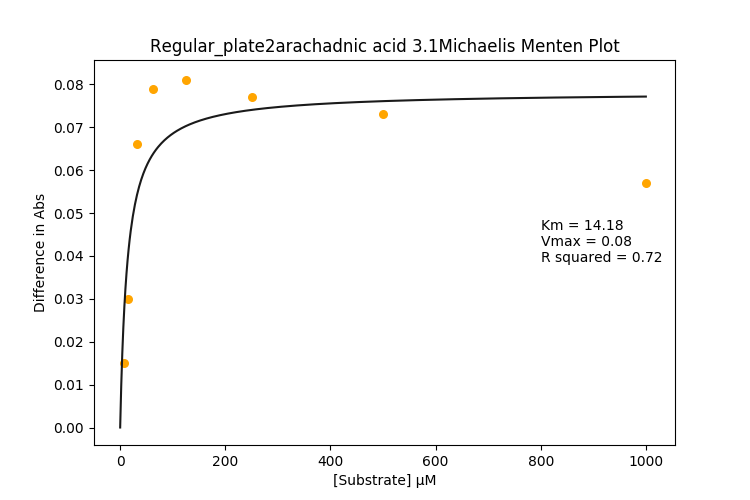 Regular_plate2arachadnic acid 3.1Michaelis Menten Plot
Difference in Abs
0.08
0.07
0.06
0.05
0.04
0.03
0.02
0.01
0.00
Km = 14.18
Vmax = 0.08
R squared = 0.72
0 200 400 600 800 1000
[Substrate] µM